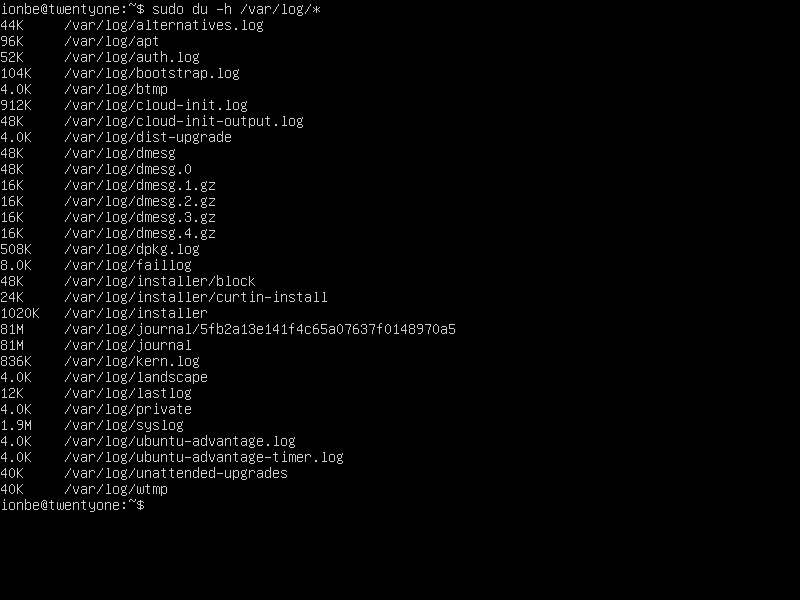 ionbe@twentyone:~$ sudo du -h /var/log/*
44K     /var/log/alternatives.log
96K     /var/log/apt
52K     /var/log/auth.log
104K    /var/log/bootstrap.log
4.0K    /var/log/btmp
912K    /var/log/cloud-init.log
48K     /var/log/cloud-init-output.log
4.0K    /var/log/dist-upgrade
48K     /var/log/dmesg
48K     /var/log/dmesg.0
16K     /var/log/dmesg.1.gz
16K     /var/log/dmesg.2.gz
16K     /var/log/dmesg.3.gz
16K     /var/log/dmesg.4.gz
508K    /var/log/dpkg.log
8.0K    /var/log/faillog
48K     /var/log/installer/block
24K     /var/log/installer/curtin-install
1020K   /var/log/installer
81M     /var/log/journal/5fb2a13e141f4c65a07637f0148970a5
81M     /var/log/journal
836K    /var/log/kern.log
4.0K    /var/log/landscape
12K     /var/log/lastlog
4.0K    /var/log/private
1.9M    /var/log/syslog
4.0K    /var/log/ubuntu-advantage.log
4.0K    /var/log/ubuntu-advantage-timer.log
40K     /var/log/unattended-upgrades
40K     /var/log/wtmp
ionbe@twentyone:~$